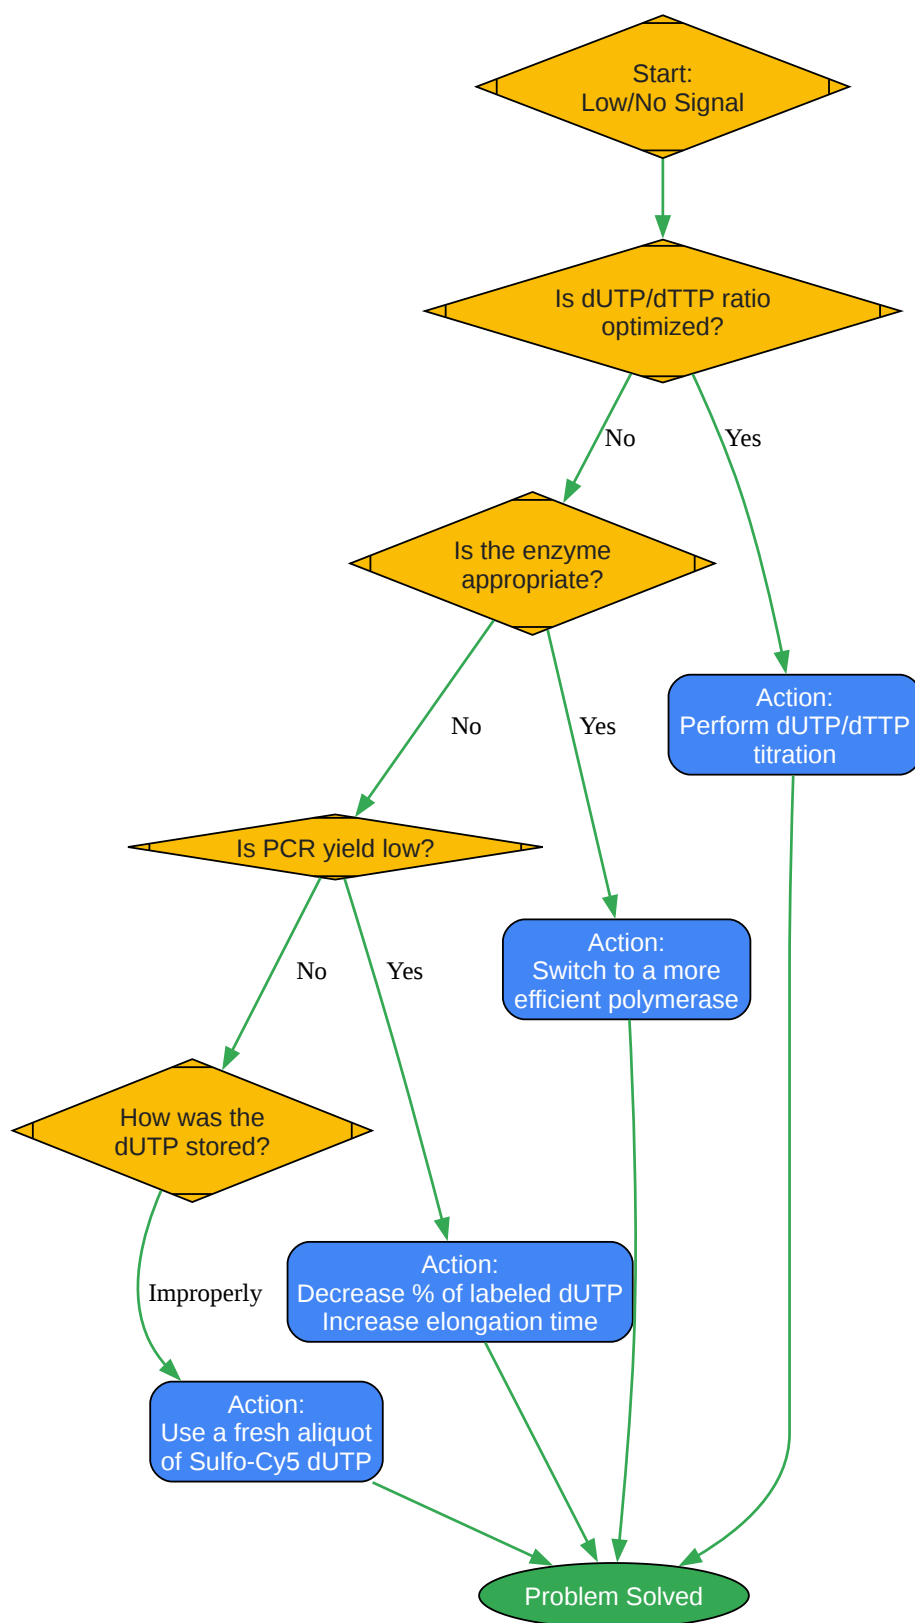 Start:
Low/No Signal
Is dUTP/dTTP ratio
optimized?
No
Yes
Is the enzyme
appropriate?
No
Yes
Action:
Perform dUTP/dTTP
titration
Is PCR yield low?
No
Yes
Action:
Switch to a more
efficient polymerase
How was the
dUTP stored?
Improperly
Action:
Decrease % of labeled dUTP
Increase elongation time
Action:
Use a fresh aliquot
of Sulfo-Cy5 dUTP
Problem Solved